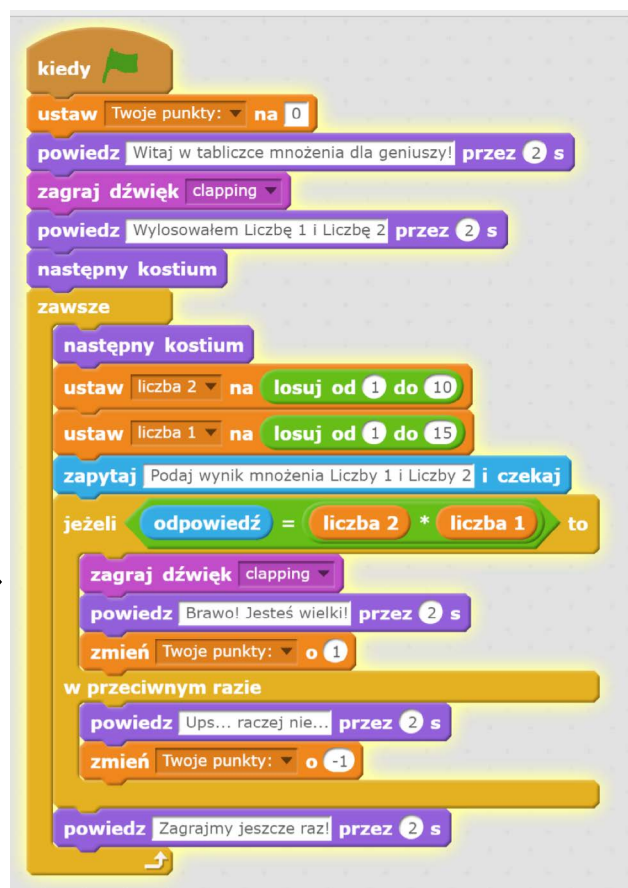 kiedy
ustaw Twoje punkty: na 0
powiedz Witaj w tabliczce mnożenia dla geniuszy! przez 2 s
zagraj dźwięk clapping
powiedz Wylosowałem Liczbę 1 i Liczbę 2 przez 2 s
następny kostium
zawsze
następny kostium
ustaw liczba 2 na losuj od 1 do 10
ustaw liczba 1 na losuj od 1 do 15
zapytaj Podaj wynik mnożenia Liczby 1 i Liczby 2 i czekaj
jeżeli odpowiedź = liczba 2 * liczba 1 to
zagraj dźwięk clapping
powiedz Brawo! Jesteś wielki! przez 2 s
zmień Twoje punkty: o 1
w przeciwnym razie
powiedz Ups... raczej nie... przez 2 s
zmień Twoje punkty: o -1
powiedz Zagrajmy jeszcze raz! przez 2 s